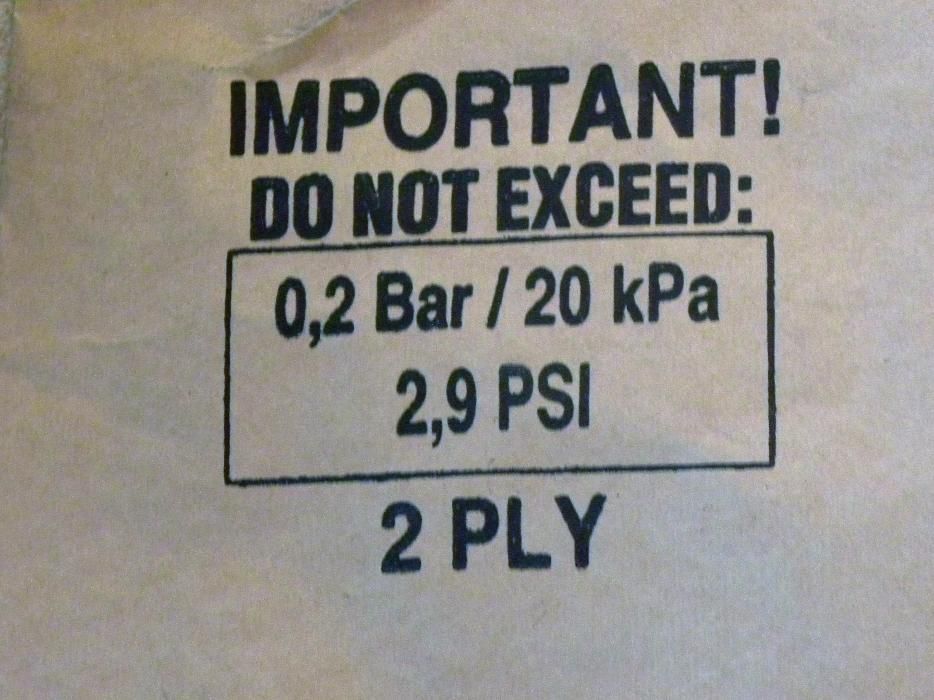 IMPORTANT!
DO NOT EXCEED:
0,2 Bar / 20 kPa
2,9 PSI
2 PLY